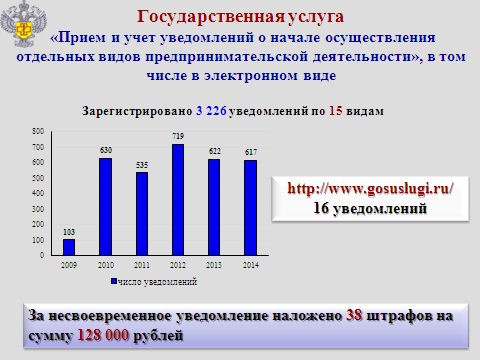 Государственная услуга
«Прием и учет уведомлений о начале осуществления
отдельных видов предпринимательской деятельности», в том
числе в электронном виде
Зарегистрировано 3 226 уведомлений по 15 видам
800
700
600
500
400
300
200
100
0
103
630
535
719
622
617
2009
2010
2011
2012
2013
2014
число уведомлений
http://www.gosuslugi.ru/
16 уведомлений
За несвоевременное уведомление наложено 38 штрафов на
сумму 128 000 рублей